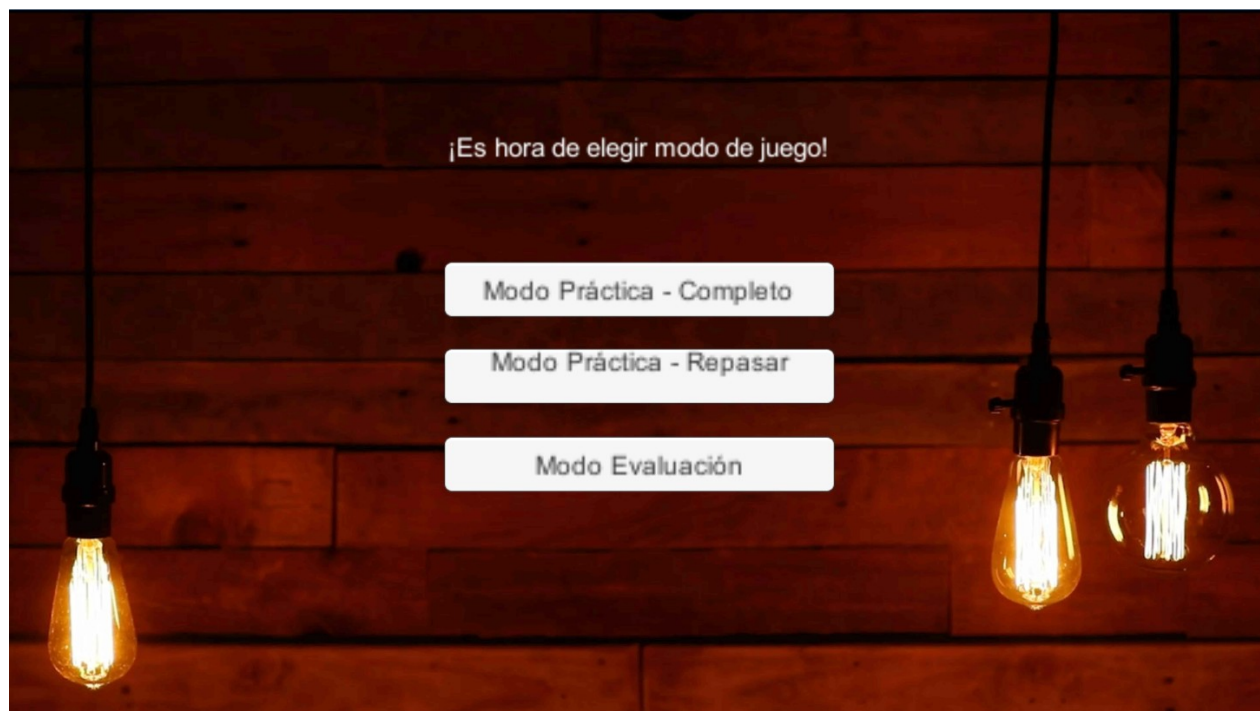 ¡Es hora de elegir modo de juego!
Modo Práctica - Completo
Modo Práctica - Repasar
Modo Evaluación